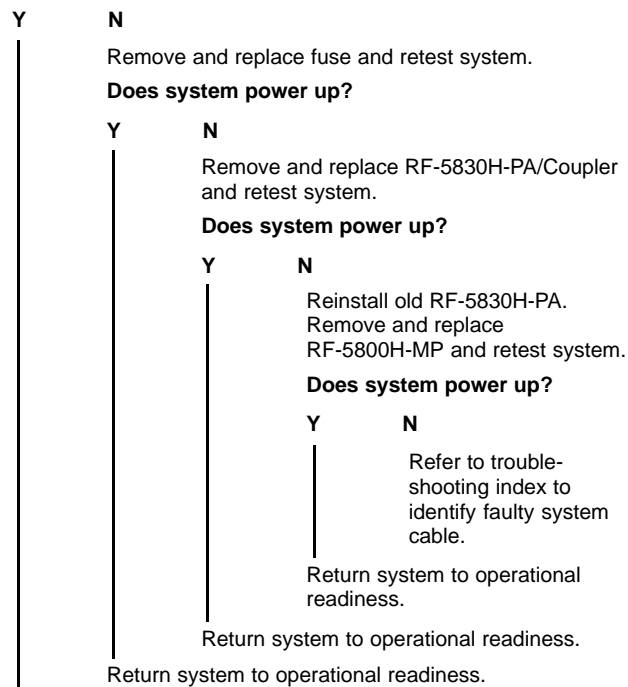 Y N
Remove and replace fuse and retest system.
Does system power up?
Y N
Remove and replace RF-5830H-PA/Coupler
and retest system.
Does system power up?
Y N
Reinstall old RF-5830H-PA.
Remove and replace
RF-5800H-MP and retest system.
Does system power up?
Y N
Refer to trouble-
shooting index to
identify faulty system
cable.
Return system to operational
readiness.
Return system to operational readiness.
Return system to operational readiness.